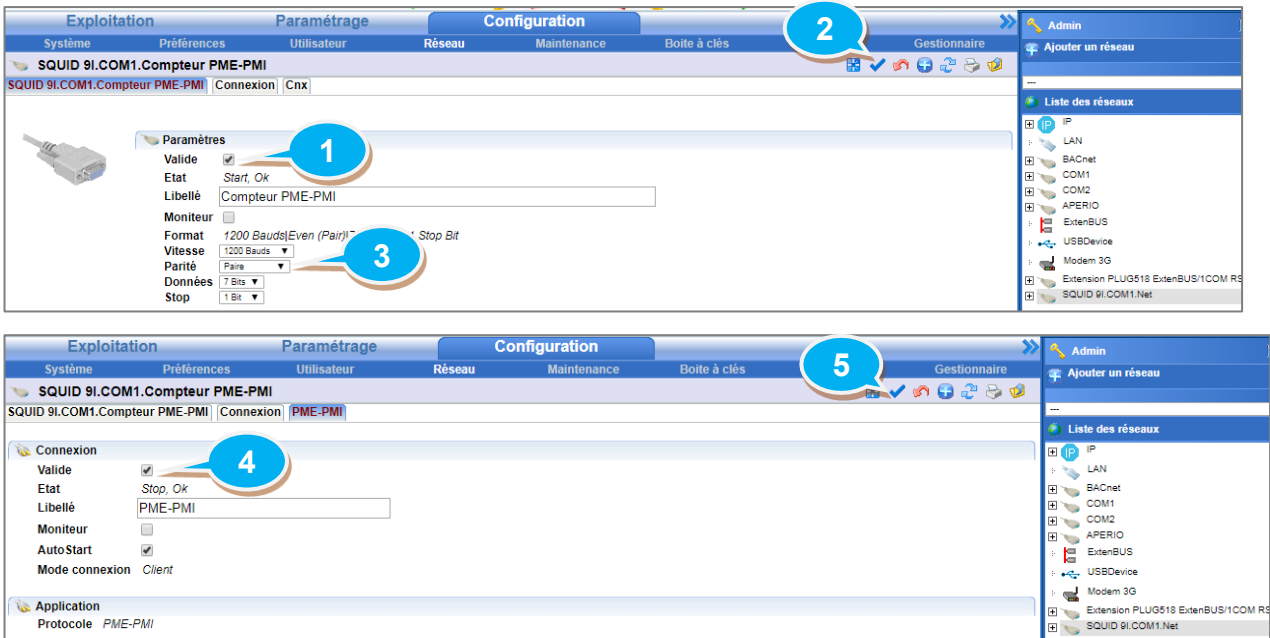 Exploitation Paramétrage Configuration
Système Préférences Utilisateur Réseau Maintenance Boite à clés Gestionnaire
2
SQUID 9I.COM1.Compteur PME-PMI
SQUID 9I.COM1.Compteur PME-PMI Connexion Cnx
Paramètres
Valide
1
Etat Start, Ok
Libellé Compteur PME-PMI
Moniteur
Format 1200 Bauds|Even (Pair)|7 1 Stop Bit
Vitesse 1200 Bauds
3
Parité Paire
Données 7 Bits
Stop 1 Bit
Admin
Ajouter un réseau
---
Liste des réseaux
IP IP
LAN
BACnet
COM1
COM2
APERIO
ExtenBUS
USBDevice
Modem 3G
Extension PLUG518 ExtenBUS/1COM RS
SQUID 9I.COM1.Net
Exploitation Paramétrage Configuration
Système Préférences Utilisateur Réseau Maintenance Boite à clés Gestionnaire
5
SQUID 9I.COM1.Compteur PME-PMI
SQUID 9I.COM1.Compteur PME-PMI Connexion PME-PMI
Connexion
Valide
4
Etat Stop, Ok
Libellé PME-PMI
Moniteur
AutoStart
Mode connexion Client
Application
Protocole PME-PMI
Admin
Ajouter un réseau
---
Liste des réseaux
IP IP
LAN
BACnet
COM1
COM2
APERIO
ExtenBUS
USBDevice
Modem 3G
Extension PLUG518 ExtenBUS/1COM RS
SQUID 9I.COM1.Net